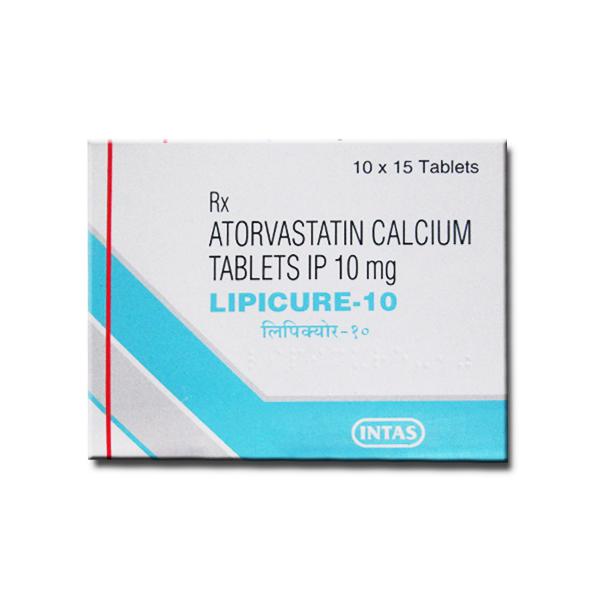 10 x 15 Tablets
Rx
ATORVASTATIN CALCIUM
TABLETS IP 10 mg
LIPICURE-10
लिपिक्योर-१०
INTAS